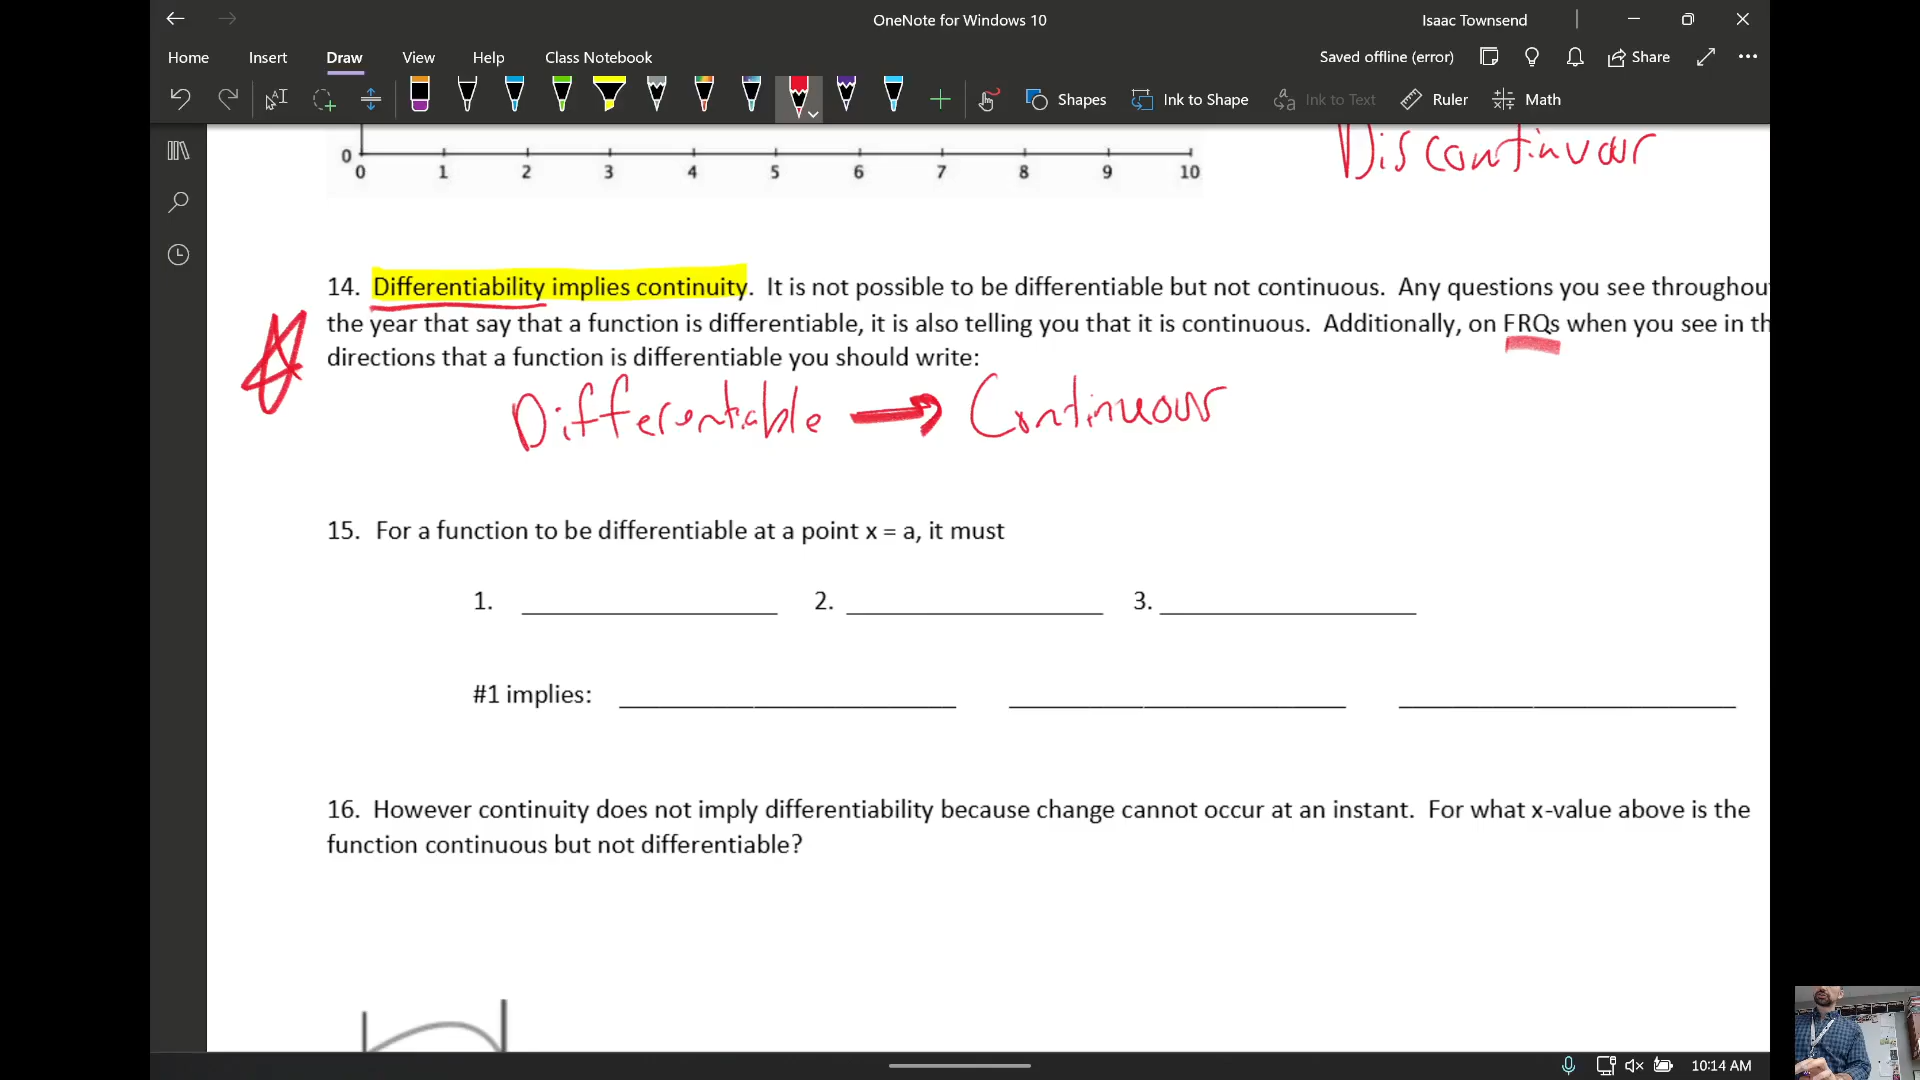 OneNote for Windows 10
Isaac Townsend
Home Insert Draw View Help Class Notebook
Saved offline (error) Share
Shapes Ink to Shape Ink to Text Ruler Math
0
0 1 2 3 4 5 6 7 8 9 10
Discontinuous
14. Differentiability implies continuity. It is not possible to be differentiable but not continuous. Any questions you see throughou
the year that say that a function is differentiable, it is also telling you that it is continuous. Additionally, on FRQs when you see in th
directions that a function is differentiable you should write:
Differentiable → Continuous
15. For a function to be differentiable at a point x = a, it must
1. ____________________ 2. ____________________ 3. ____________________
#1 implies: __________________________ __________________________ __________________________
16. However continuity does not imply differentiability because change cannot occur at an instant. For what x-value above is the
function continuous but not differentiable?
10:14 AM